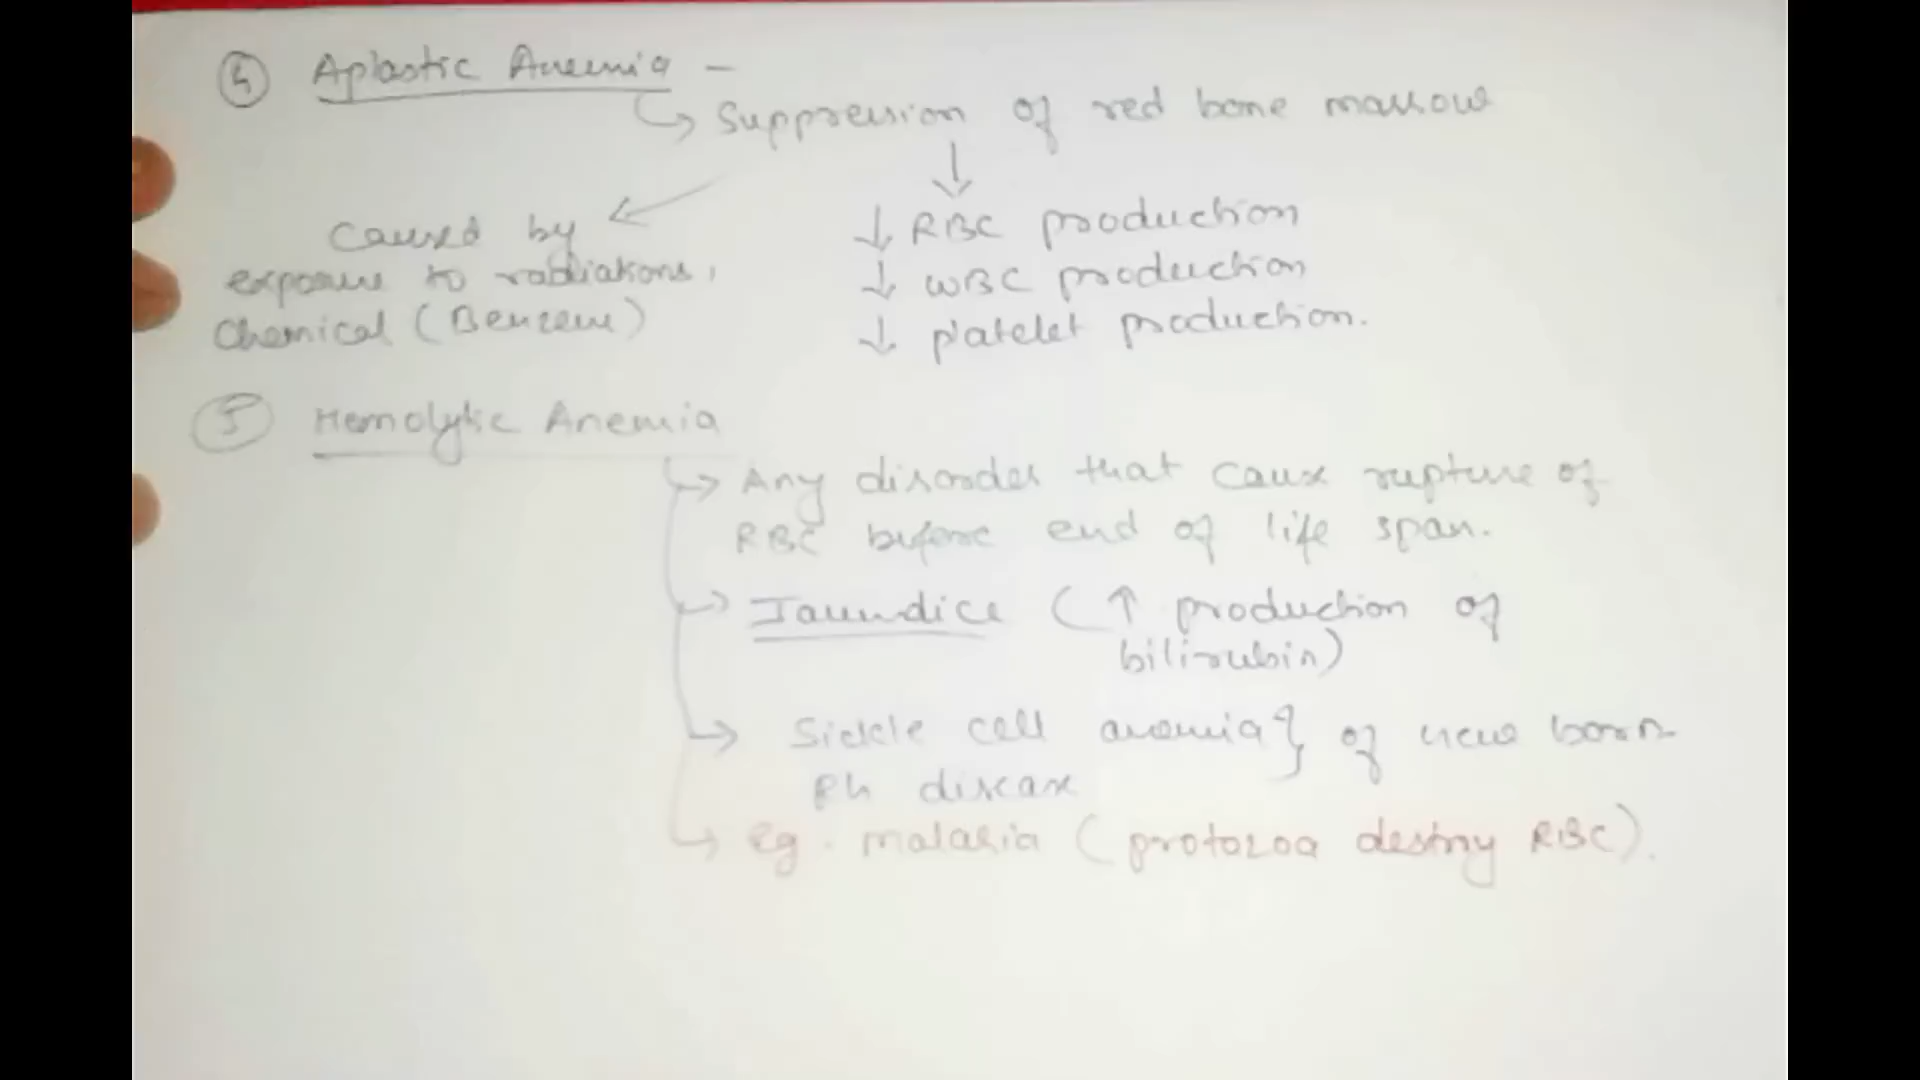 ④ Aplastic Anemia –
↳ Suppression of red bone marrow
↓
Caused by
exposure to radiations,
Chemical (Benzene)
↓ RBC production
↓ WBC production
↓ platelet production.
⑤ Hemolytic Anemia
→ Any disorder that cause rupture of
RBC before end of life span.
→ Jaundice (↑ production of
bilirubin)
→ Sickle cell anemia } of new born
Rh disease
→ eg. malaria (protozoa destroy RBC).